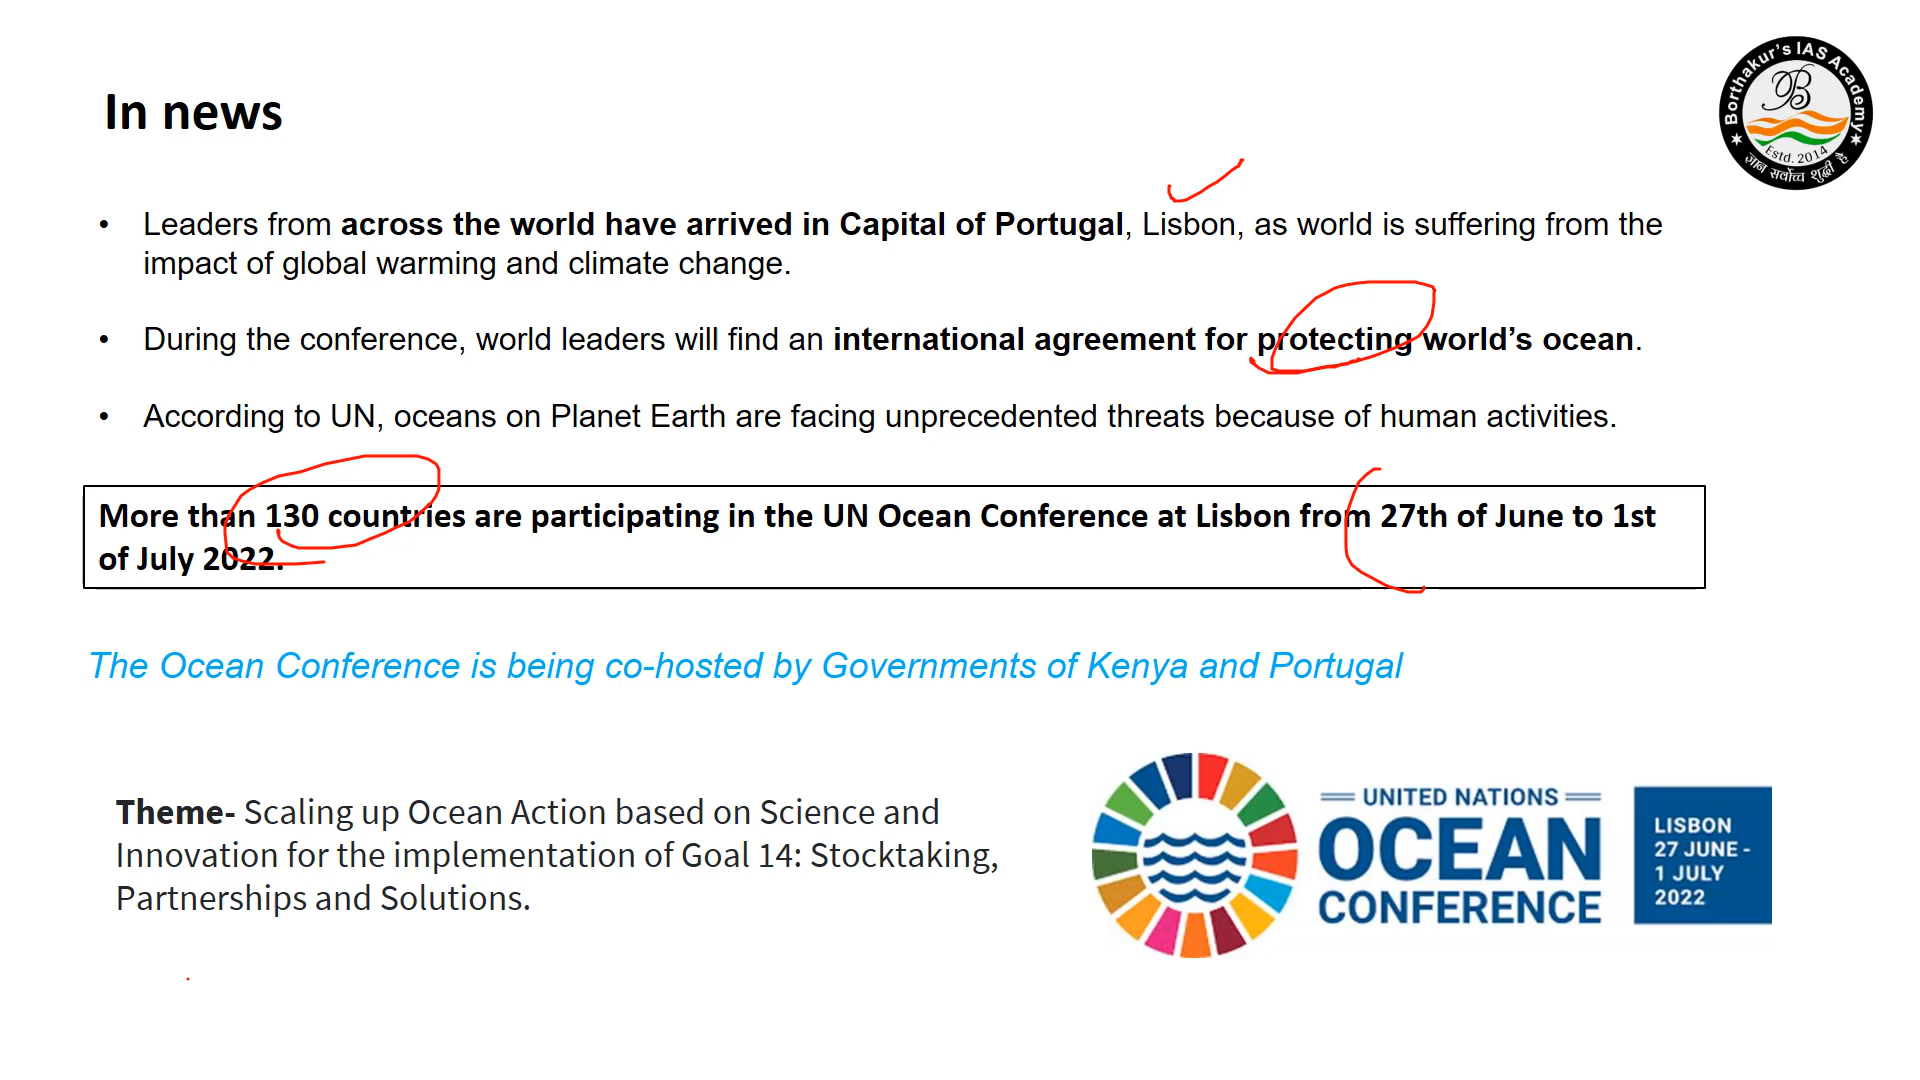 In news
Borthakur's IAS Academy
B
Estd. 2014
ज्ञान सर्वोच्च शुद्धी है
• Leaders from across the world have arrived in Capital of Portugal, Lisbon, as world is suffering from the
impact of global warming and climate change.
• During the conference, world leaders will find an international agreement for protecting world’s ocean.
• According to UN, oceans on Planet Earth are facing unprecedented threats because of human activities.
More than 130 countries are participating in the UN Ocean Conference at Lisbon from 27th of June to 1st
of July 2022.
The Ocean Conference is being co-hosted by Governments of Kenya and Portugal
Theme- Scaling up Ocean Action based on Science and
Innovation for the implementation of Goal 14: Stocktaking,
Partnerships and Solutions.
UNITED NATIONS
OCEAN
CONFERENCE
LISBON
27 JUNE -
1 JULY
2022